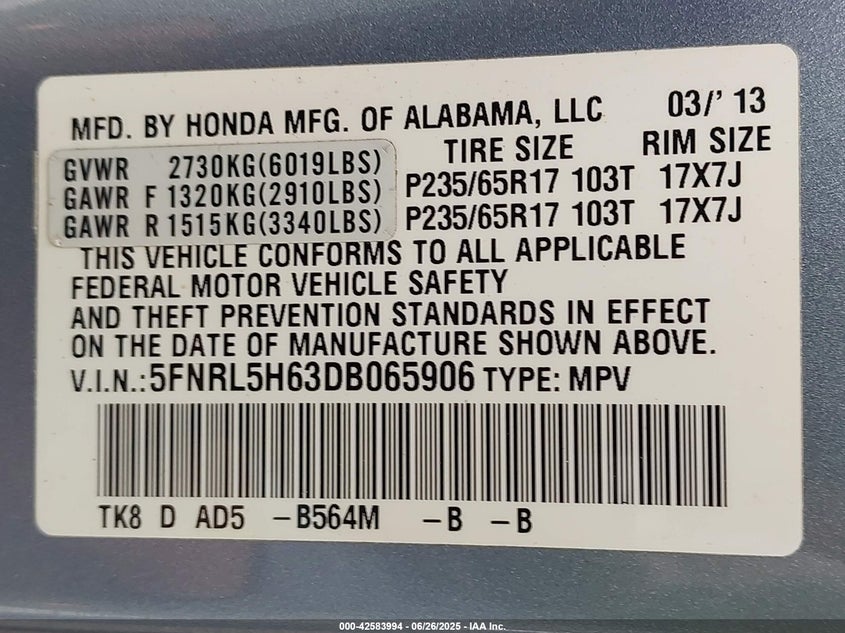 MFD. BY HONDA MFG. OF ALABAMA, LLC 03/' 13
TIRE SIZE RIM SIZE
GVWR 2730KG(6019LBS)
GAWR F 1320KG(2910LBS) P235/65R17 103T 17X7J
GAWR R 1515KG(3340LBS) P235/65R17 103T 17X7J
THIS VEHICLE CONFORMS TO ALL APPLICABLE
FEDERAL MOTOR VEHICLE SAFETY
AND THEFT PREVENTION STANDARDS IN EFFECT
ON THE DATE OF MANUFACTURE SHOWN ABOVE.
V.I.N.:5FNRL5H63DB065906 TYPE: MPV
TK8 D AD5 -B564M -B -B
000-42583994 - 06/26/2025 - IAA Inc.